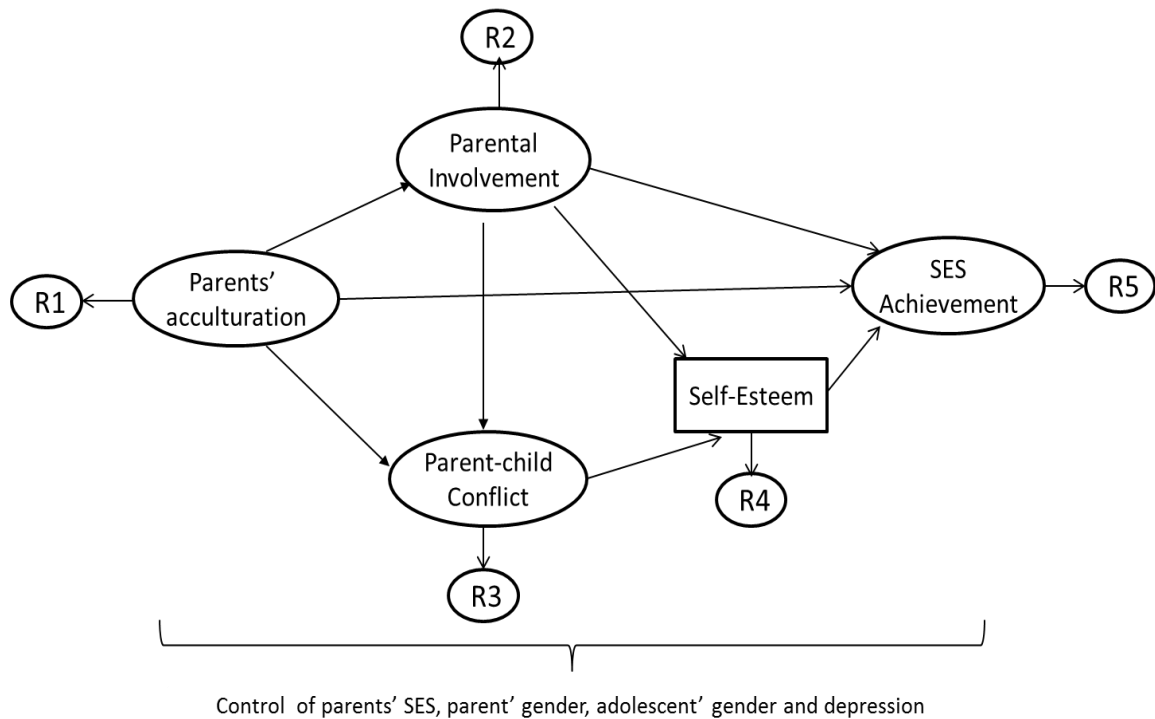 R2
Parental
Involvement
Parents'
acculturation
R1
SES
Achievement
R5
Self-Esteem
Parent-child
Conflict
R4
R3
Control of parents' SES, parent' gender, adolescent' gender and depression